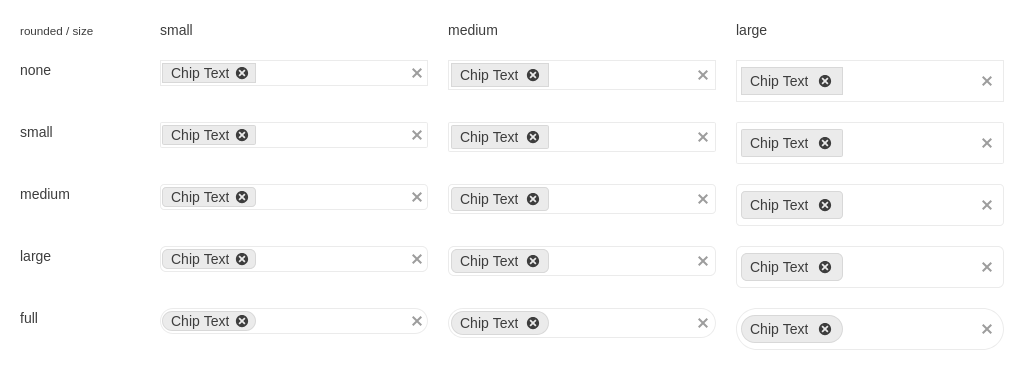 rounded / size small medium large
none Chip Text Chip Text Chip Text
small Chip Text Chip Text Chip Text
medium Chip Text Chip Text Chip Text
large Chip Text Chip Text Chip Text
full Chip Text Chip Text Chip Text